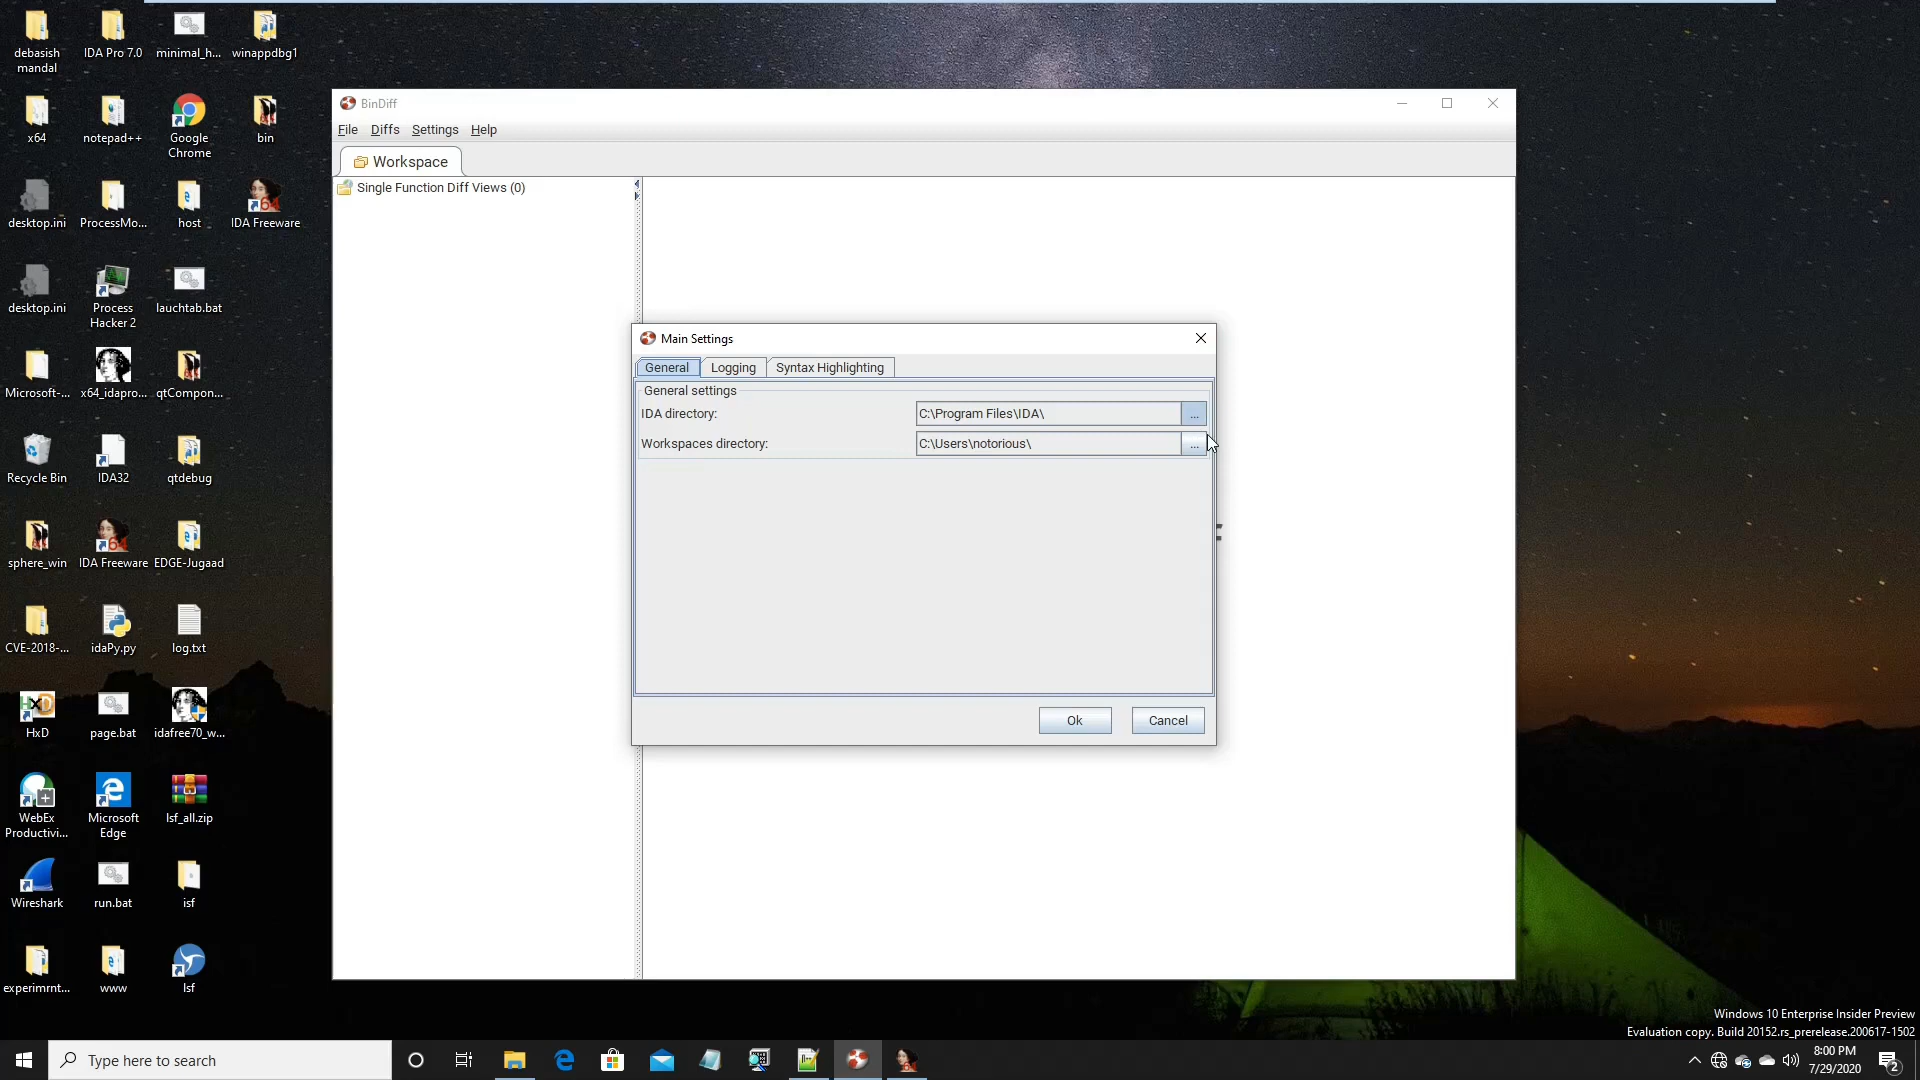 debasish
mandal
IDA Pro 7.0
minimal_h...
winappdbg1
x64
notepad++
Google
Chrome
bin
desktop.ini
ProcessMo...
host
IDA Freeware
desktop.ini
Process
Hacker 2
lauchtab.bat
Microsoft-...
x64_idapro...
qtCompon...
Recycle Bin
IDA32
qtdebug
sphere_win
IDA Freeware
EDGE-Jugaad
CVE-2018-...
idaPy.py
log.txt
HxD
page.bat
idafree70_w...
WebEx
Productivi...
Microsoft
Edge
lsf_all.zip
Wireshark
run.bat
isf
experimrnt...
www
lsf
BinDiff
File Diffs Settings Help
Workspace
Single Function Diff Views (0)
Main Settings
General Logging Syntax Highlighting
General settings
IDA directory: C:\Program Files\IDA\ ...
Workspaces directory: C:\Users\notorious\ ...
Ok Cancel
Windows 10 Enterprise Insider Preview
Evaluation copy. Build 20152.rs_prerelease.200617-1502
Type here to search
8:00 PM
7/29/2020
2